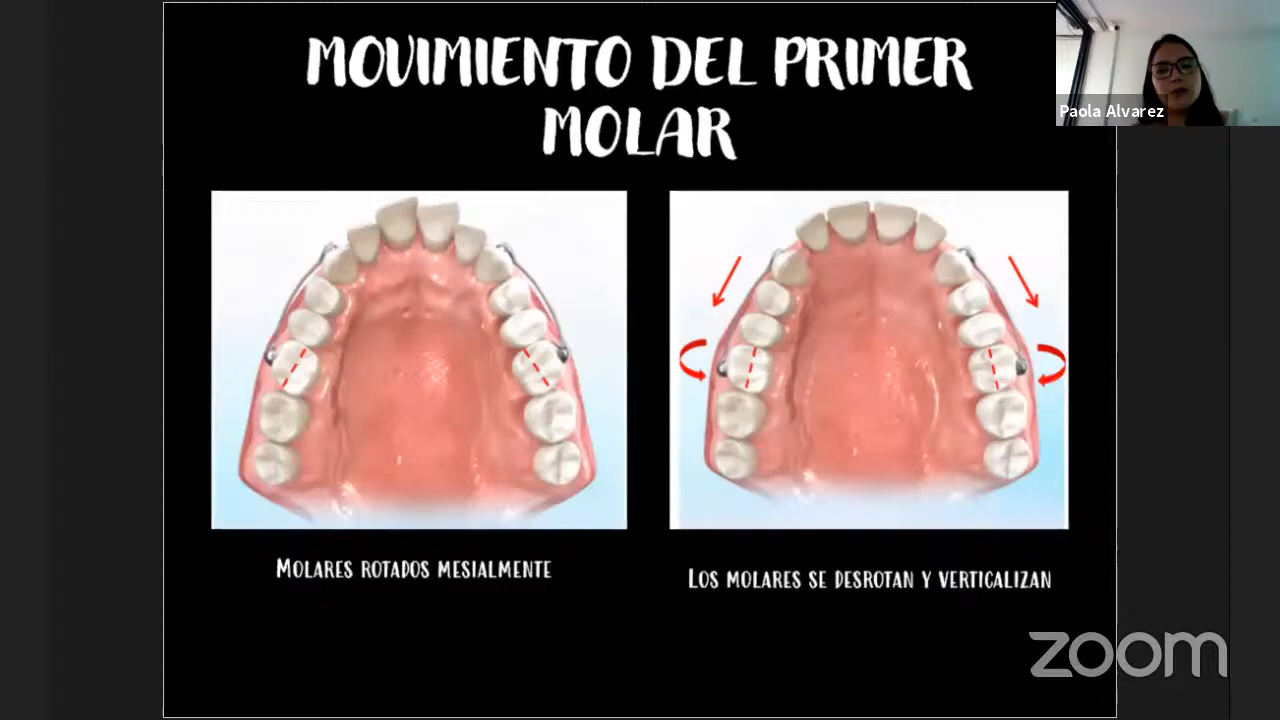 MOVIMIENTO DEL PRIMER
MOLAR
Paola Alvarez
MOLARES ROTADOS MESIALMENTE
LOS MOLARES SE DESROTAN Y VERTICALIZAN
zoom